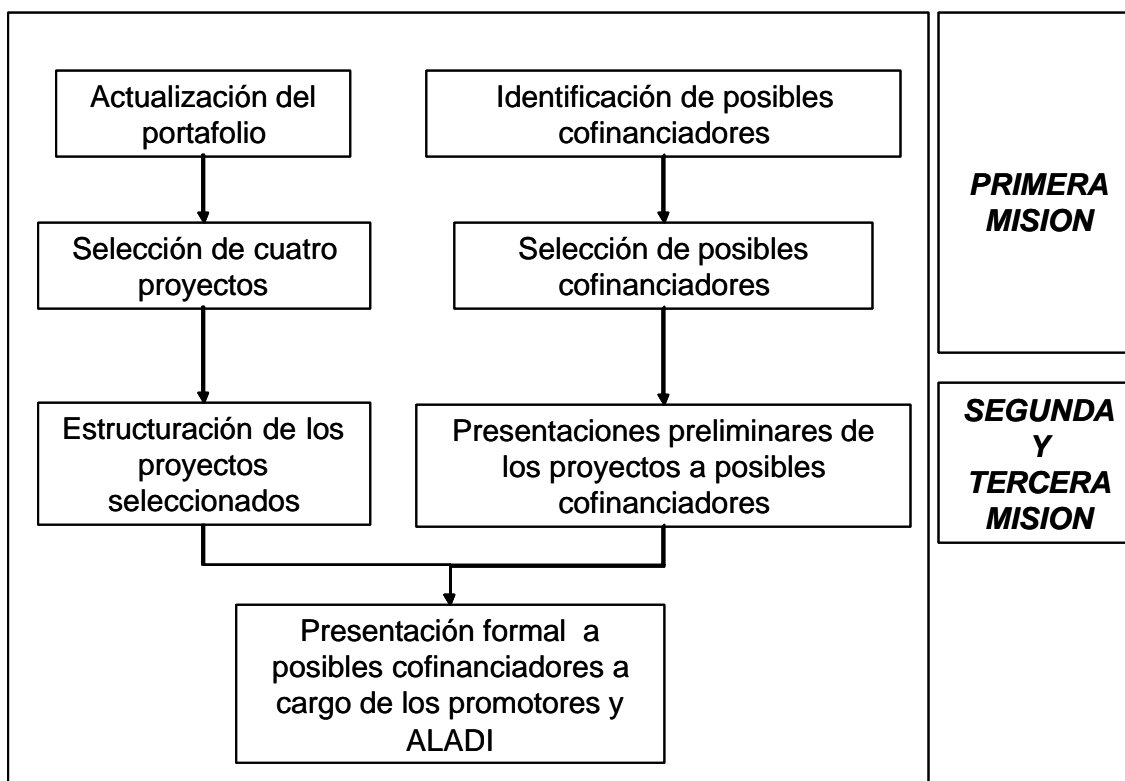 Actualización del
portafolio
Identificación de posibles
cofinanciadores
PRIMERA
MISION
Selección de cuatro
proyectos
Selección de posibles
cofinanciadores
Estructuración de los
proyectos
seleccionados
Presentaciones preliminares de
los proyectos a posibles
cofinanciadores
SEGUNDA
Y
TERCERA
MISION
Presentación formal a
posibles cofinanciadores a
cargo de los promotores y
ALADI